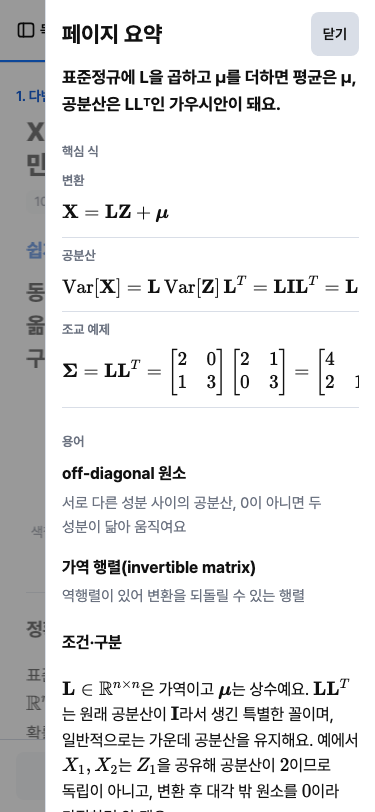 페이지 요약
닫기
표준정규에 L을 곱하고 μ를 더하면 평균은 μ,
공분산은 LLᵀ인 가우시안이 돼요.
1. 다
핵심 식
변환
X = LZ + μ
공분산
Var[X] = L Var[Z] L^T = LIL^T = L
조교 예제
Σ = LL^T = [2 0; 1 3] [2 1; 0 3] = [4; 2 1
용어
off-diagonal 원소
서로 다른 성분 사이의 공분산, 0이 아니면 두
성분이 닮아 움직여요
가역 행렬(invertible matrix)
역행렬이 있어 변환을 되돌릴 수 있는 행렬
조건·구분
L ∈ ℝ^{n×n}은 가역이고 μ는 상수예요. LL^T
는 원래 공분산이 I라서 생긴 특별한 꼴이며,
일반적으로는 가운데 공분산을 유지해요. 예에서
X₁, X₂는 Z₁을 공유해 공분산이 2이므로
독립이 아니고, 변환 후 대각 밖 원소를 0이라